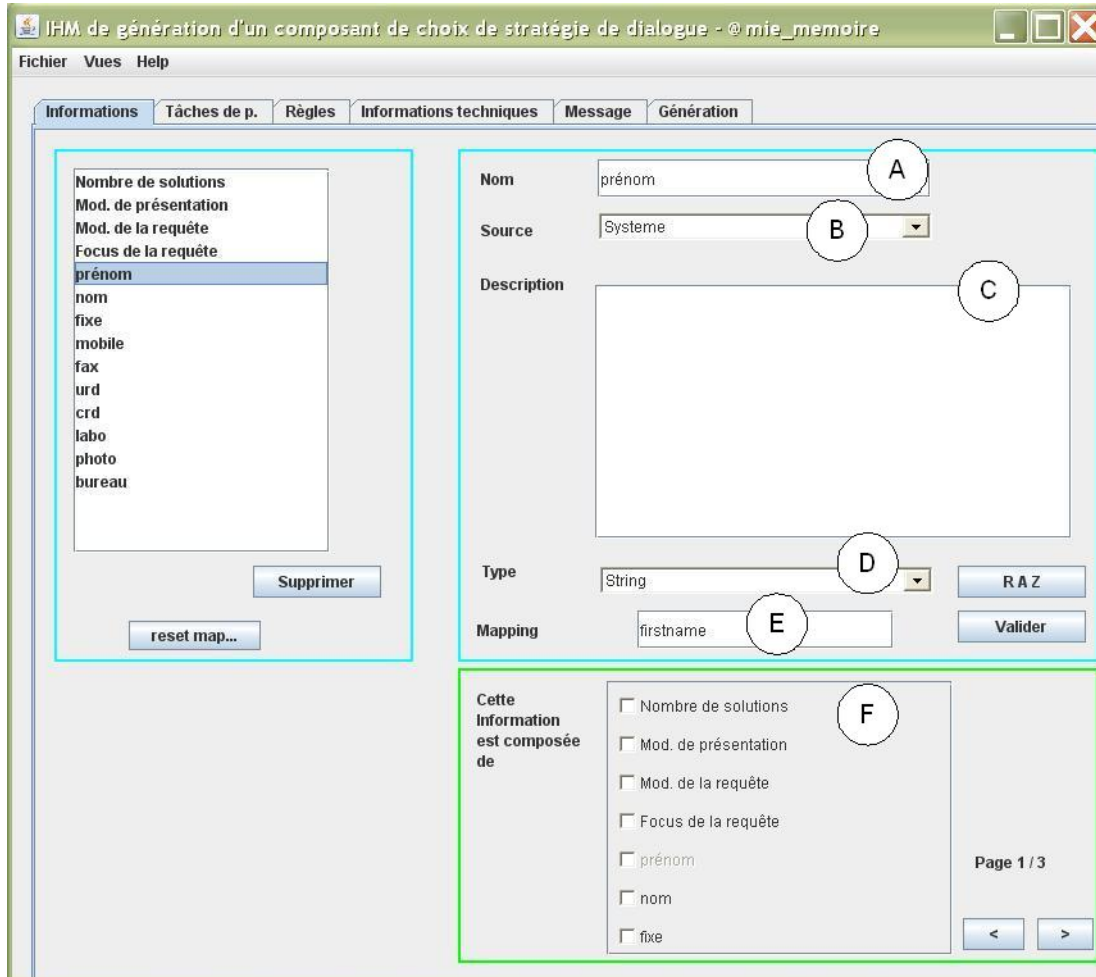 IHM de génération d'un composant de choix de stratégie de dialogue - @ mie_memoire
Fichier Vues Help
Informations Tâches de p. Règles Informations techniques Message Génération
Nombre de solutions
Mod. de présentation
Mod. de la requête
Focus de la requête
prénom
nom
fixe
mobile
fax
urd
crd
labo
photo
bureau
Supprimer
reset map...
Nom prénom A
Source Systeme B
Description C
Type String D
R A Z
Mapping firstname E
Valider
Cette
Information
est composée
de
Nombre de solutions F
Mod. de présentation
Mod. de la requête
Focus de la requête
prénom
nom
fixe
Page 1 / 3
< >